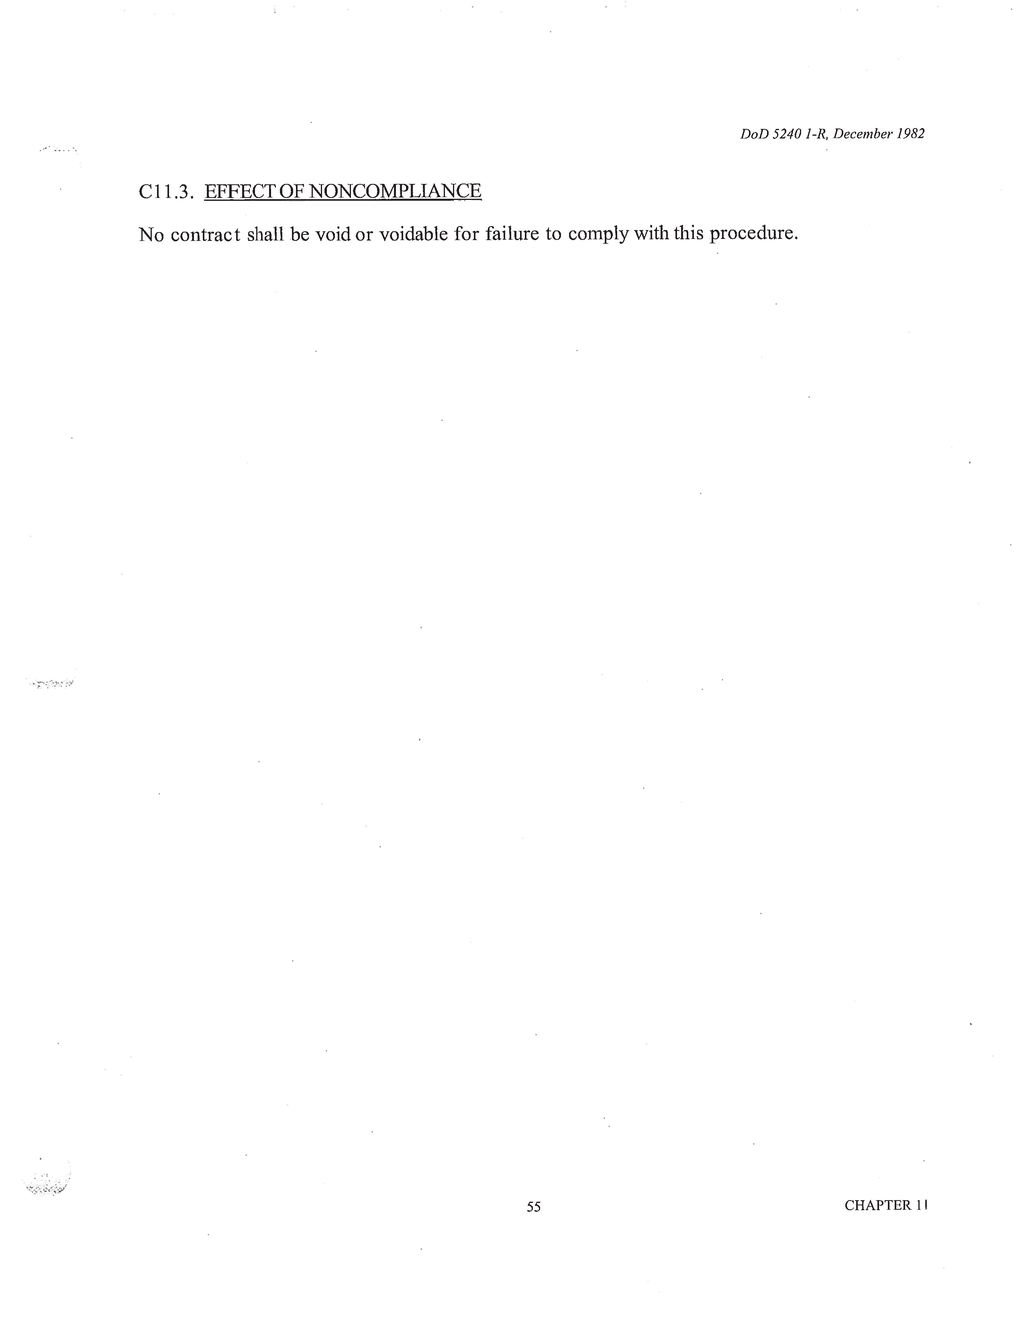 DoD 5240 1-R, December 1982
C11.3. EFFECT OF NONCOMPLIANCE
No contract shall be void or voidable for failure to comply with this procedure.
55
CHAPTER 11